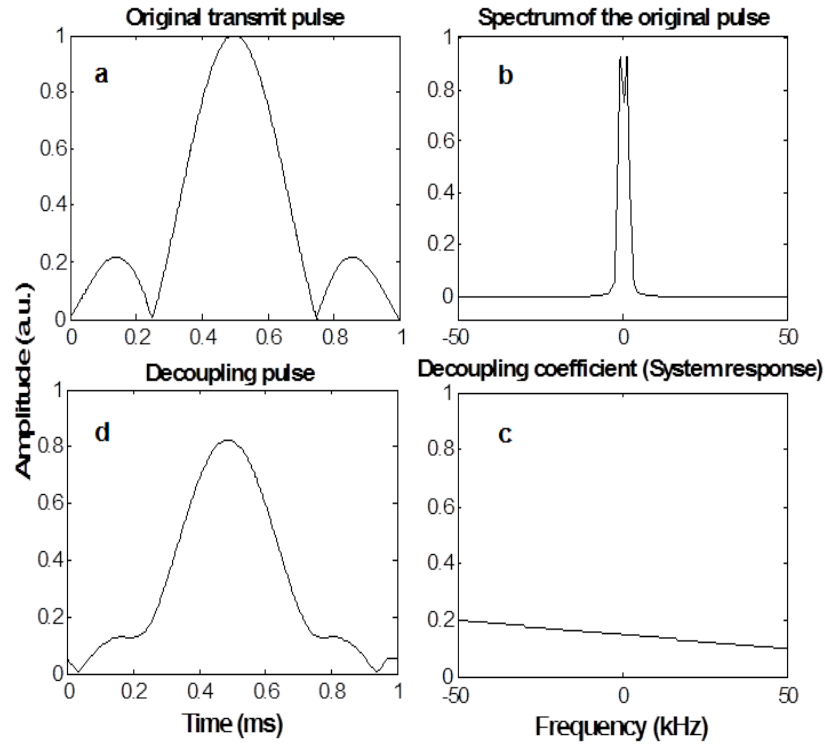 Original transmit pulse
Spectrum of the original pulse
a
b
1
0.8
0.6
0.4
0.2
0
0 0.2 0.4 0.6 0.8 1
1
0.8
0.6
0.4
0.2
0
-50 0 50
Amplitude (a.u.)
Decoupling pulse
Decoupling coefficient (System response)
d
c
1
0.8
0.6
0.4
0.2
0
0 0.2 0.4 0.6 0.8 1
Time (ms)
1
0.8
0.6
0.4
0.2
0
-50 0 50
Frequency (kHz)